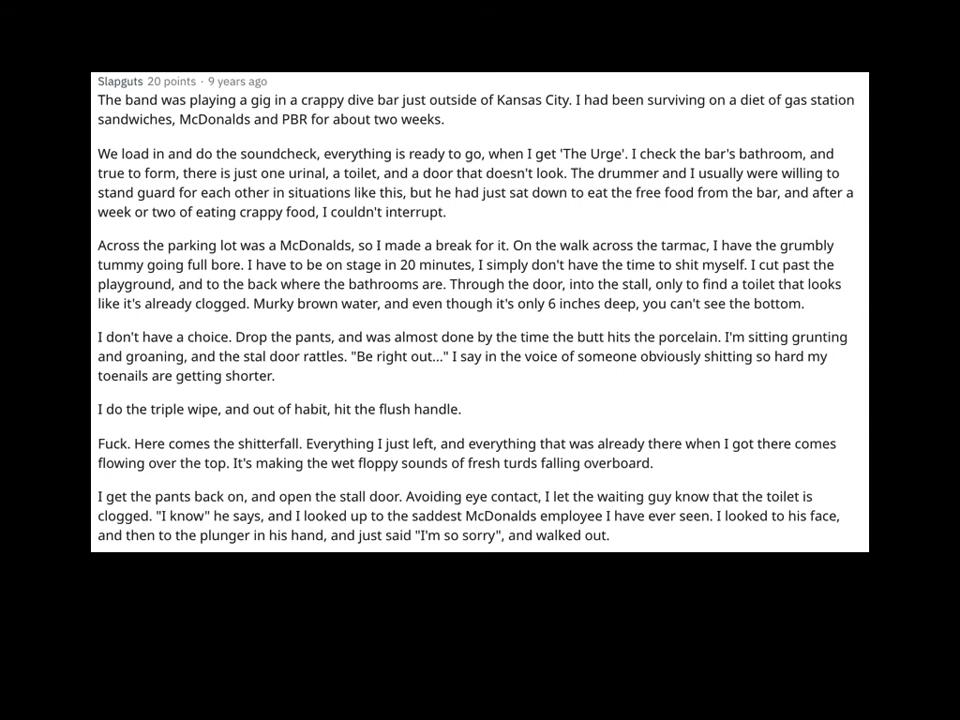 Slapguts 20 points · 9 years ago
The band was playing a gig in a crappy dive bar just outside of Kansas City. I had been surviving on a diet of gas station
sandwiches, McDonalds and PBR for about two weeks.
We load in and do the soundcheck, everything is ready to go, when I get 'The Urge'. I check the bar's bathroom, and
true to form, there is just one urinal, a toilet, and a door that doesn't look. The drummer and I usually were willing to
stand guard for each other in situations like this, but he had just sat down to eat the free food from the bar, and after a
week or two of eating crappy food, I couldn't interrupt.
Across the parking lot was a McDonalds, so I made a break for it. On the walk across the tarmac, I have the grumbly
tummy going full bore. I have to be on stage in 20 minutes, I simply don't have the time to shit myself. I cut past the
playground, and to the back where the bathrooms are. Through the door, into the stall, only to find a toilet that looks
like it's already clogged. Murky brown water, and even though it's only 6 inches deep, you can't see the bottom.
I don't have a choice. Drop the pants, and was almost done by the time the butt hits the porcelain. I'm sitting grunting
and groaning, and the stal door rattles. "Be right out..." I say in the voice of someone obviously shitting so hard my
toenails are getting shorter.
I do the triple wipe, and out of habit, hit the flush handle.
Fuck. Here comes the shitterfall. Everything I just left, and everything that was already there when I got there comes
flowing over the top. It's making the wet floppy sounds of fresh turds falling overboard.
I get the pants back on, and open the stall door. Avoiding eye contact, I let the waiting guy know that the toilet is
clogged. "I know" he says, and I looked up to the saddest McDonalds employee I have ever seen. I looked to his face,
and then to the plunger in his hand, and just said "I'm so sorry", and walked out.